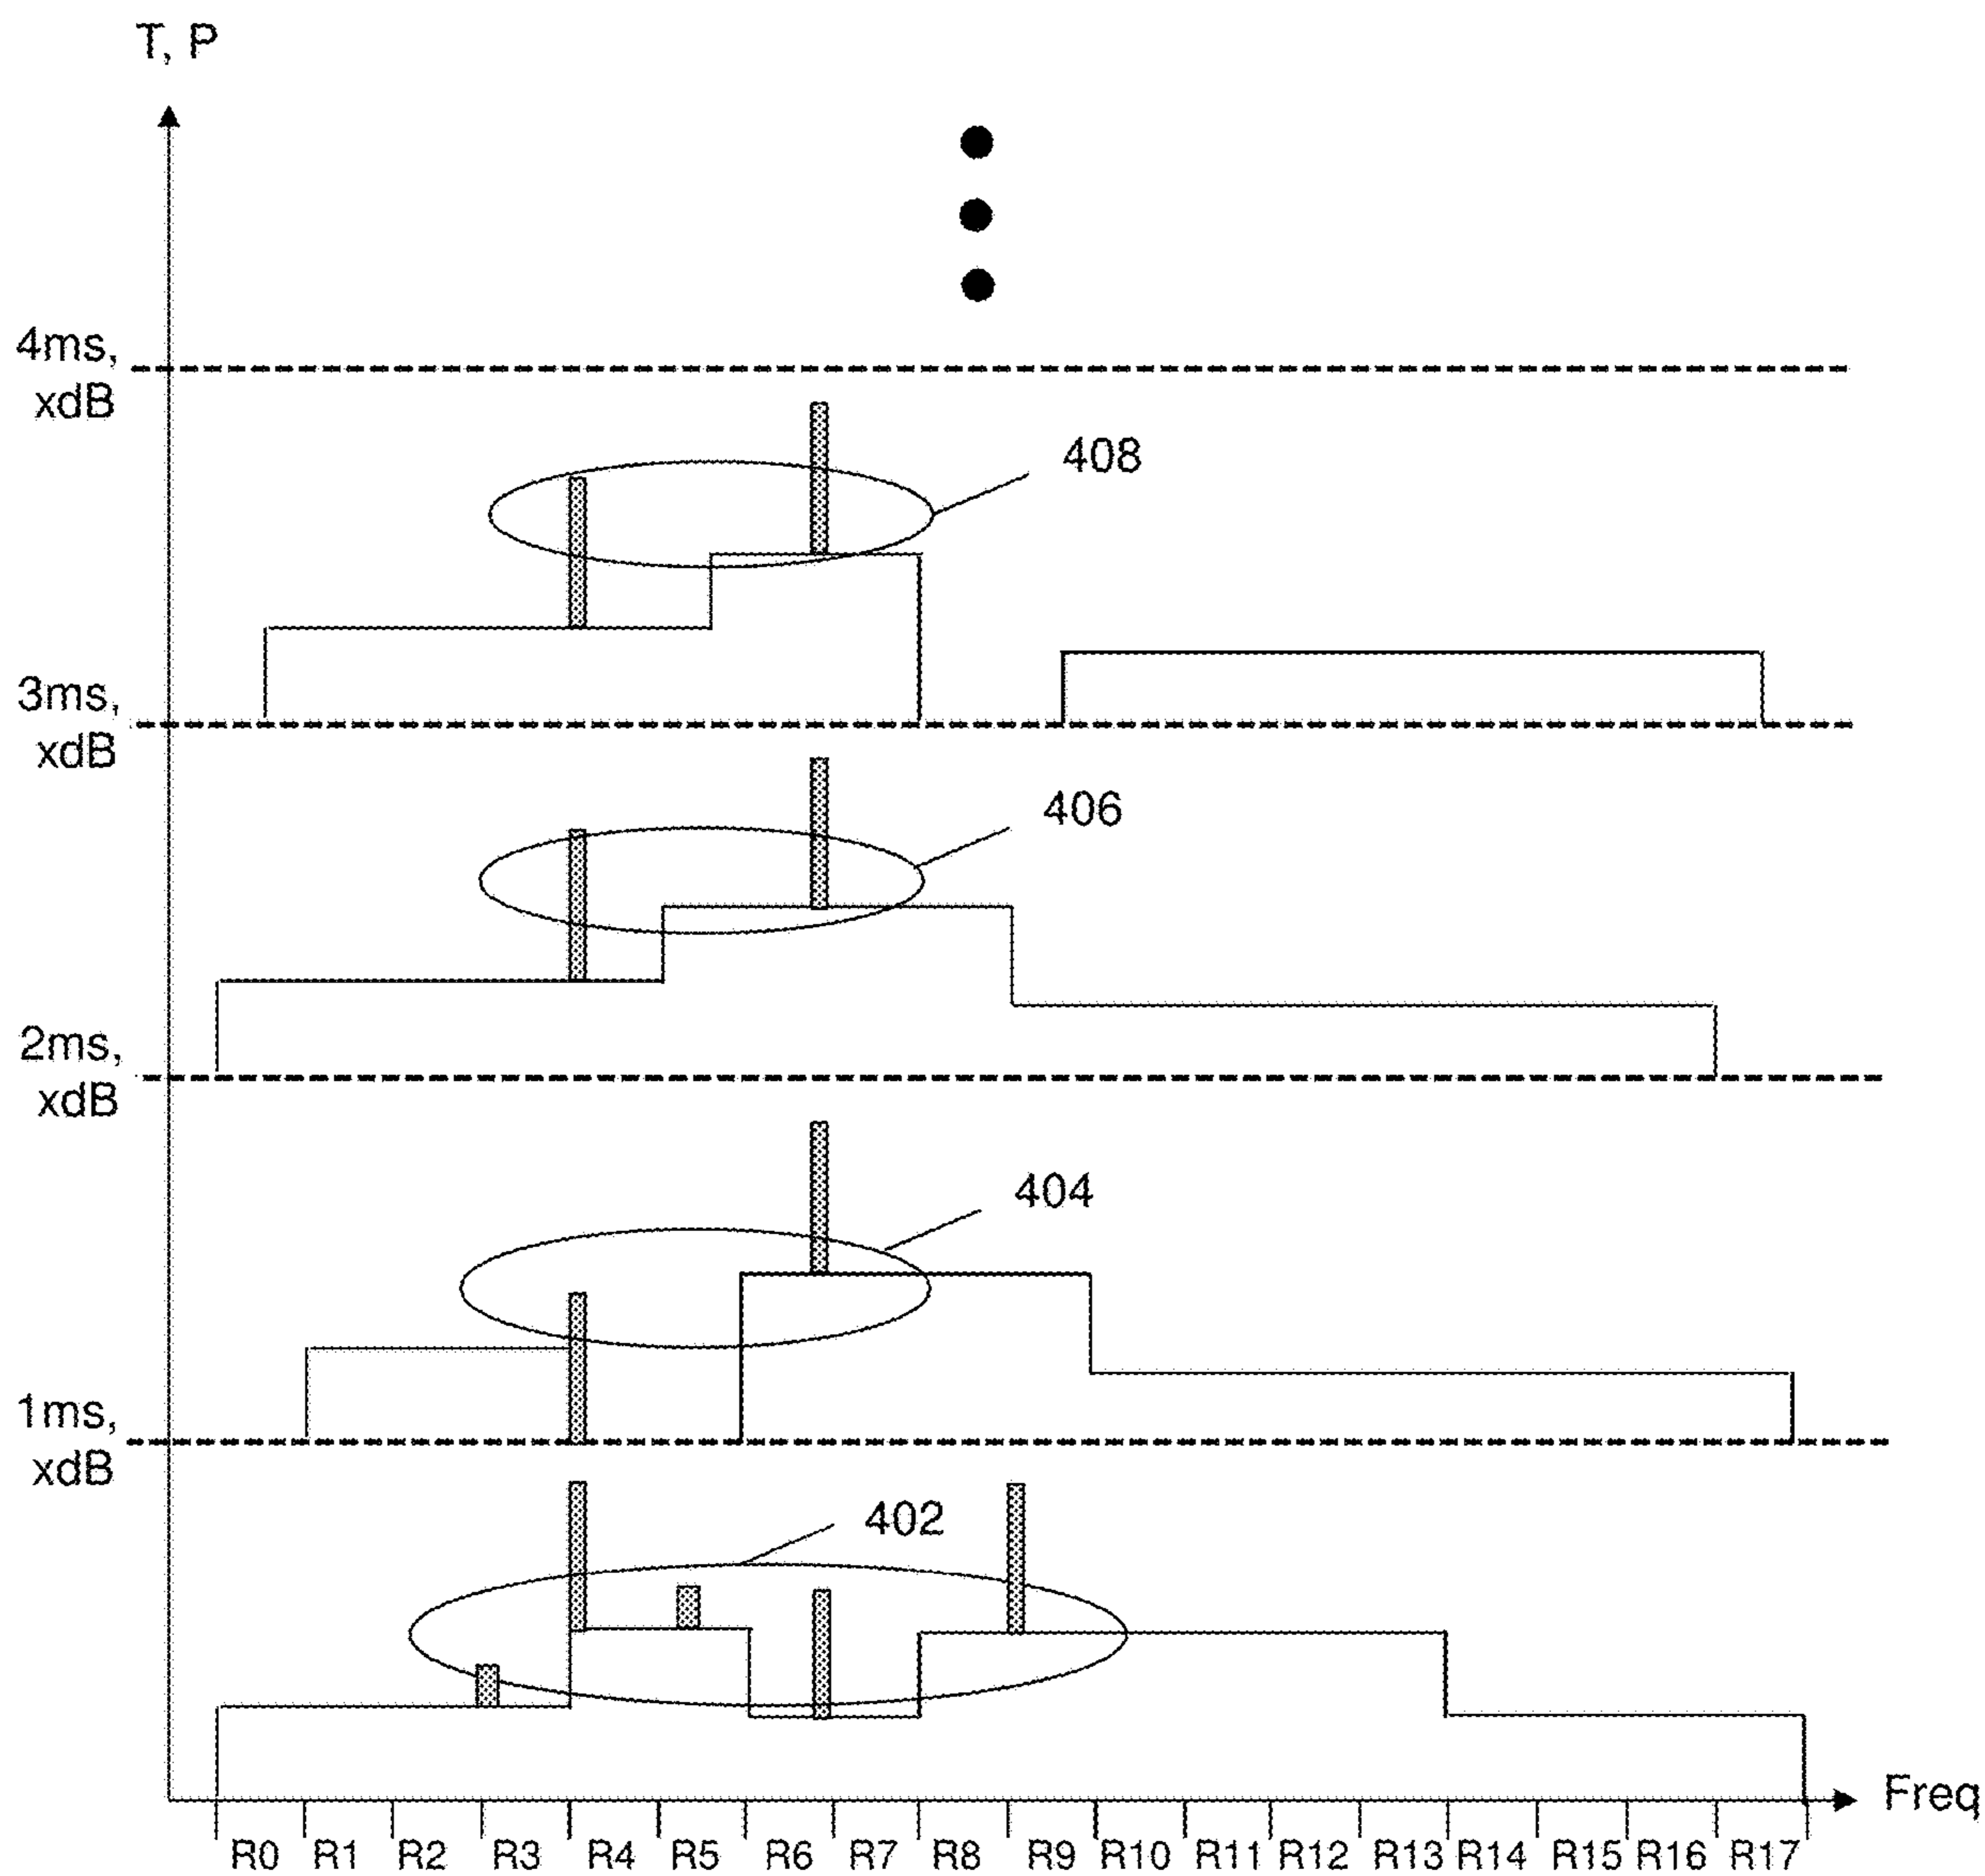 T, P
4ms,
xdB
408
3ms,
xdB
406
2ms,
xdB
404
1ms,
xdB
402
Freq
R0 R1 R2 R3 R4 R5 R6 R7 R8 R9 R10 R11 R12 R13 R14 R15 R16 R17